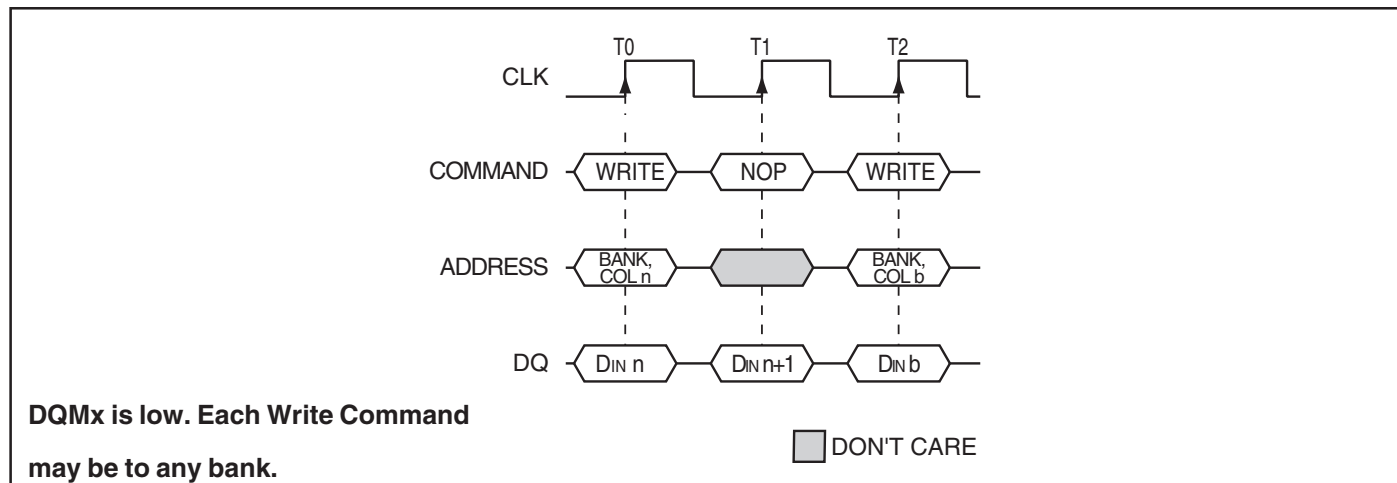 T0 T1 T2
CLK
COMMAND WRITE NOP WRITE
ADDRESS BANK, COL n BANK, COL b
DQ DIN n DIN n+1 DIN b
DQMx is low. Each Write Command
may be to any bank.
DON'T CARE